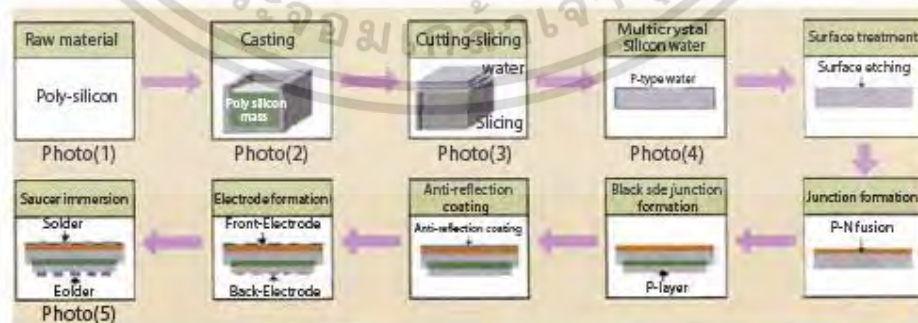 Raw material
Poly-silicon
Photo(1)
Casting
Poly silicon
mass
Photo(2)
Cutting-slicing
water
Slicing
Photo(3)
Multicrystal
Silicon water
P-type water
Photo(4)
Surface treatment
Surface etching
Junction formation
P-N fusion
Black sde junction
formation
P-layer
Anti-reflection
coating
Anti-reflection coating
Electrode formation
Front-Electrode
Back-Electrode
Saucer immersion
Solder
Eolder
Photo(5)